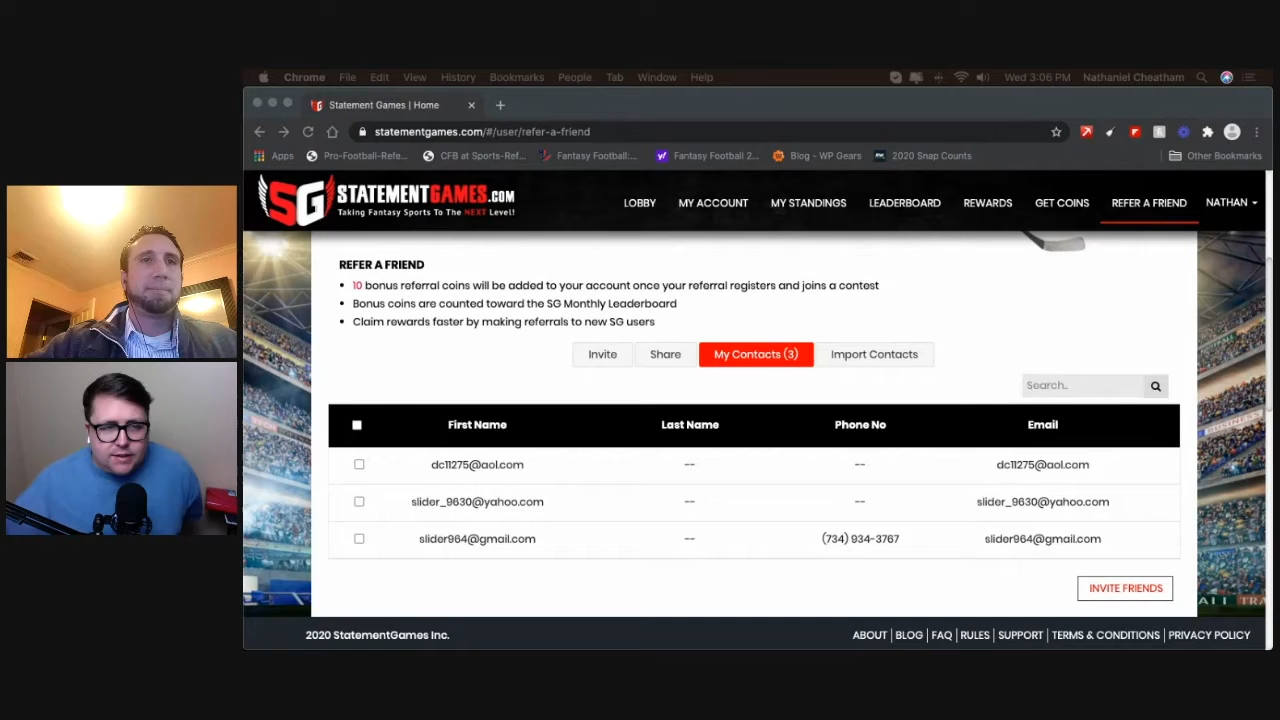 Chrome File Edit View History Bookmarks People Tab Window Help Wed 3:06 PM Nathaniel Cheatham
Statement Games | Home
statementgames.com/#/user/refer-a-friend
Apps Pro-Football-Refe... CFB at Sports-Ref... Fantasy Football:... Fantasy Football 2... Blog - WP Gears 2020 Snap Counts Other Bookmarks
SG STATEMENTGAMES.COM
Taking Fantasy Sports To The NEXT Level!
LOBBY MY ACCOUNT MY STANDINGS LEADERBOARD REWARDS GET COINS REFER A FRIEND NATHAN
REFER A FRIEND
• 10 bonus referral coins will be added to your account once your referral registers and joins a contest
• Bonus coins are counted toward the SG Monthly Leaderboard
• Claim rewards faster by making referrals to new SG users
Invite Share My Contacts (3) Import Contacts
Search..
First Name Last Name Phone No Email
dc11275@aol.com -- -- dc11275@aol.com
slider_9630@yahoo.com -- -- slider_9630@yahoo.com
slider964@gmail.com -- (734) 934-3767 slider964@gmail.com
INVITE FRIENDS
2020 StatementGames Inc. ABOUT | BLOG | FAQ | RULES | SUPPORT | TERMS & CONDITIONS | PRIVACY POLICY